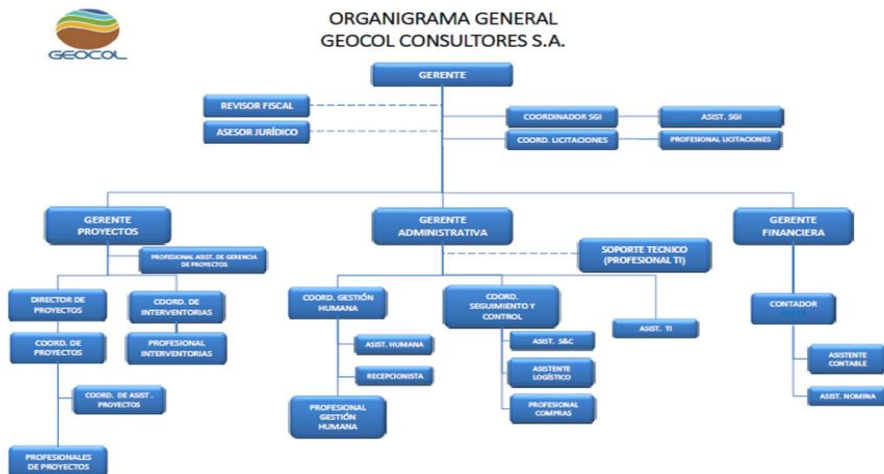 ORGANIGRAMA GENERAL
GEOCOL CONSULTORES S.A.
GEOCOL
GERENTE
REVISOR FISCAL
ASESOR JURÍDICO
COORDINADOR SGI
ASIST. SGI
COORD. LICITACIONES
PROFESIONAL LICITACIONES
GERENTE
PROYECTOS
GERENTE
ADMINISTRATIVA
GERENTE
FINANCIERA
PROFESIONAL ASIST. DE GERENCIA
DE PROYECTOS
SOPORTE TECNICO
(PROFESIONAL TI)
DIRECTOR DE
PROYECTOS
COORD. DE
INTERVENTORIAS
COORD. GESTIÓN
HUMANA
COORD.
SEGUIMIENTO Y
CONTROL
ASIST. TI
CONTADOR
COORD. DE
PROYECTOS
PROFESIONAL
INTERVENTORIAS
ASIST. HUMANA
RECEPCIONISTA
PROFESIONAL
GESTIÓN
HUMANA
ASIST. S&C
ASISTENTE
LOGÍSTICO
PROFESIONAL
COMPRAS
ASISTENTE
CONTABLE
ASIST. NOMINA
COORD. DE ASIST.
PROYECTOS
PROFESIONALES
DE PROYECTOS